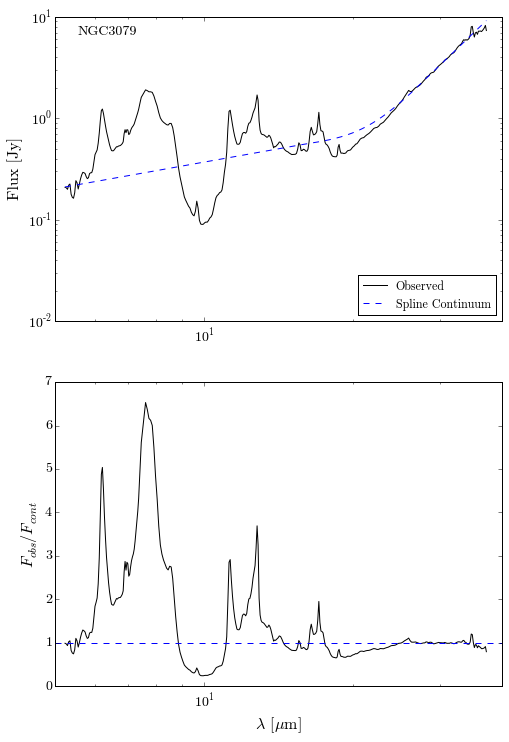 NGC3079
10^1
10^0
10^-1
10^-2
Flux [Jy]
Observed
Spline Continuum
10^1
7
6
5
4
3
2
1
0
F_obs/F_cont
10^1
λ [μm]